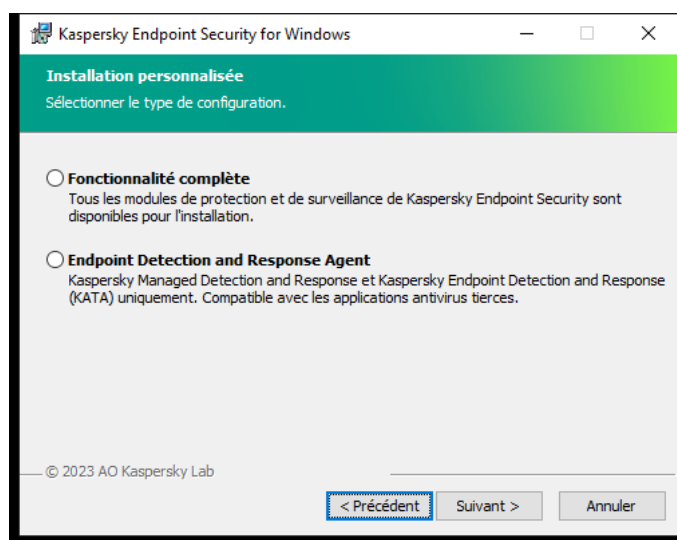 Kaspersky Endpoint Security for Windows
Installation personnalisée
Sélectionner le type de configuration.
Fonctionnalité complète
Tous les modules de protection et de surveillance de Kaspersky Endpoint Security sont
disponibles pour l'installation.
Endpoint Detection and Response Agent
Kaspersky Managed Detection and Response et Kaspersky Endpoint Detection and Response
(KATA) uniquement. Compatible avec les applications antivirus tierces.
© 2023 AO Kaspersky Lab
< Précédent Suivant > Annuler